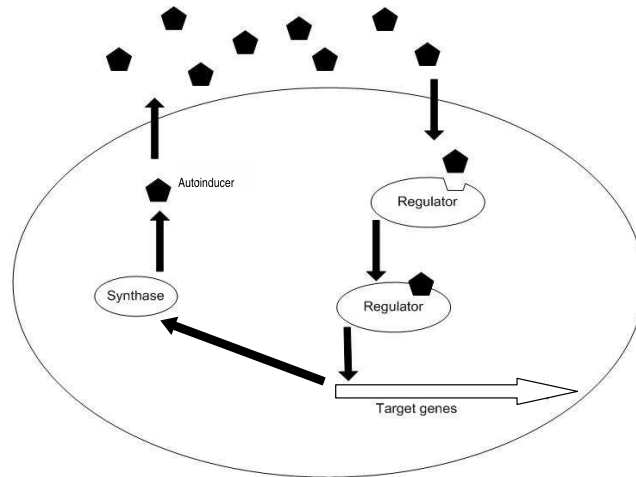 Autoinducer
Regulator
Synthase
Regulator
Target genes